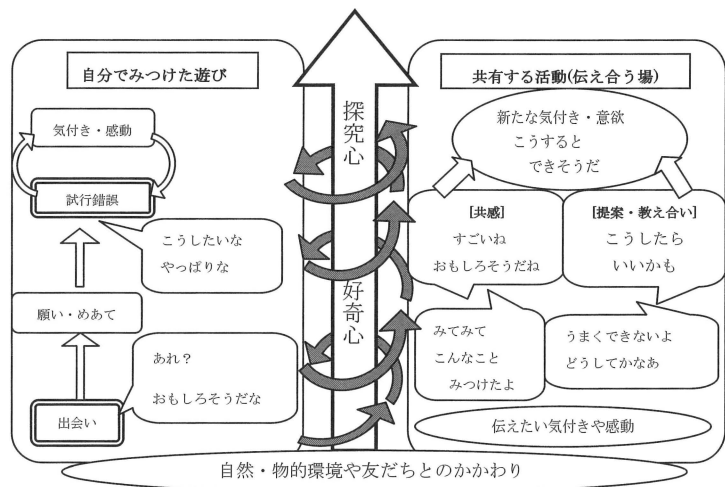 自分でみつけた遊び
気付き・感動
試行錯誤
こうしたいな
やっぱりな
願い・めあて
あれ？
おもしろそうだな
出会い
探究心
好奇心
共有する活動(伝え合う場)
新たな気付き・意欲
こうすると
できそうだ
[共感]
すごいね
おもしろそうだね
[提案・教え合い]
こうしたら
いいかも
みてみて
こんなこと
みつけたよ
うまくできないよ
どうしてかなあ
伝えたい気付きや感動
自然・物的環境や友だちとのかかわり